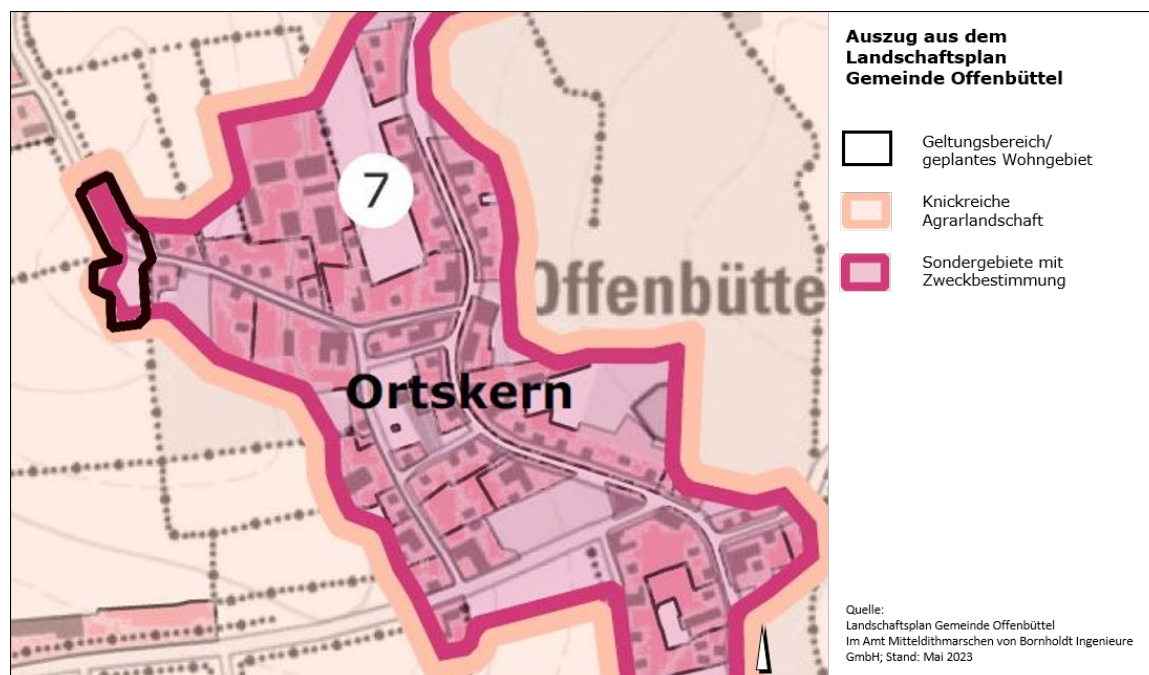 7
Offenbütte
Ortskern
Auszug aus dem
Landschaftsplan
Gemeinde Offenbüttel
Geltungsbereich/
geplantes Wohngebiet
Knickreiche
Agrarlandschaft
Sondergebiete mit
Zweckbestimmung
Quelle:
Landschaftsplan Gemeinde Offenbüttel
Im Amt Mitteldithmarschen von Bornholdt Ingenieure
GmbH; Stand: Mai 2023